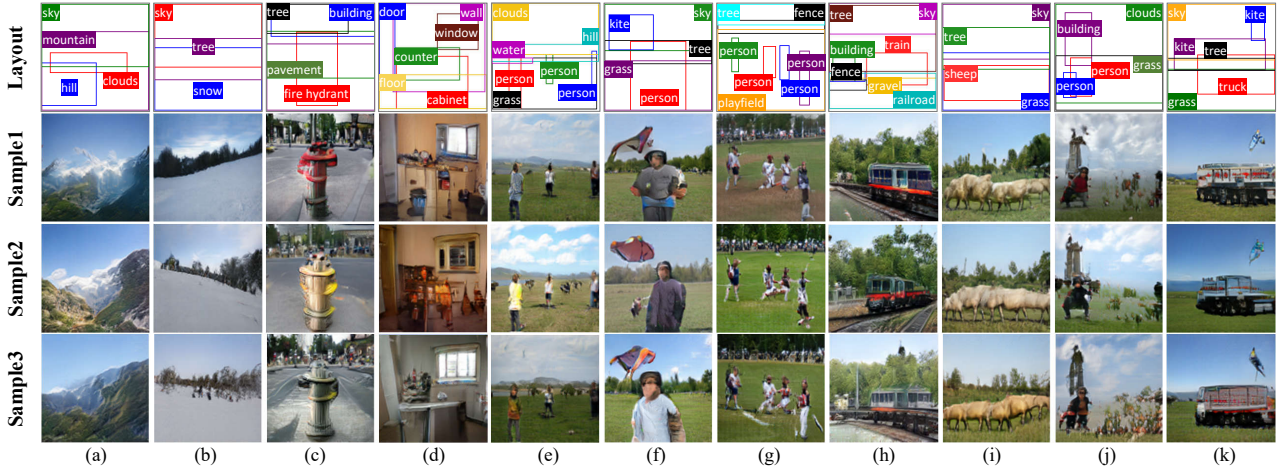 Layout
sky
mountain
clouds
hill
sky
tree
snow
tree
building
pavement
fire hydrant
door
wall
window
counter
floor
cabinet
clouds
hill
water
person
person
person
grass
sky
kite
tree
grass
person
tree
fence
person
person
person
person
playfield
tree
sky
building
train
fence
gravel
railroad
sky
tree
sheep
grass
clouds
building
grass
person
person
sky
kite
kite
tree
truck
grass
Sample1
Sample2
Sample3
(a) (b) (c) (d) (e) (f) (g) (h) (i) (j) (k)